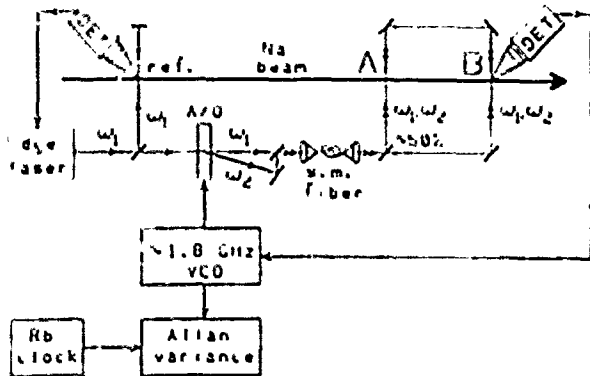 DET
DET
ref.
Na
beam
A
B
ω₁
A/O
ω₁,ω₂
ω₁,ω₂
dye
laser
ω₁
ω₁
ω₂
≈50%
s.m.
fiber
~1.8 GHz
VCO
Rb
clock
Allan
variance